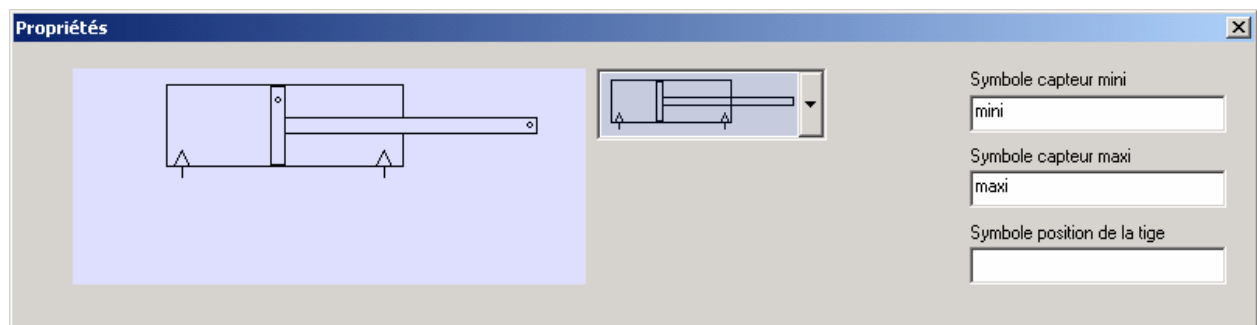 Propriétés
Symbole capteur mini
mini
Symbole capteur maxi
maxi
Symbole position de la tige